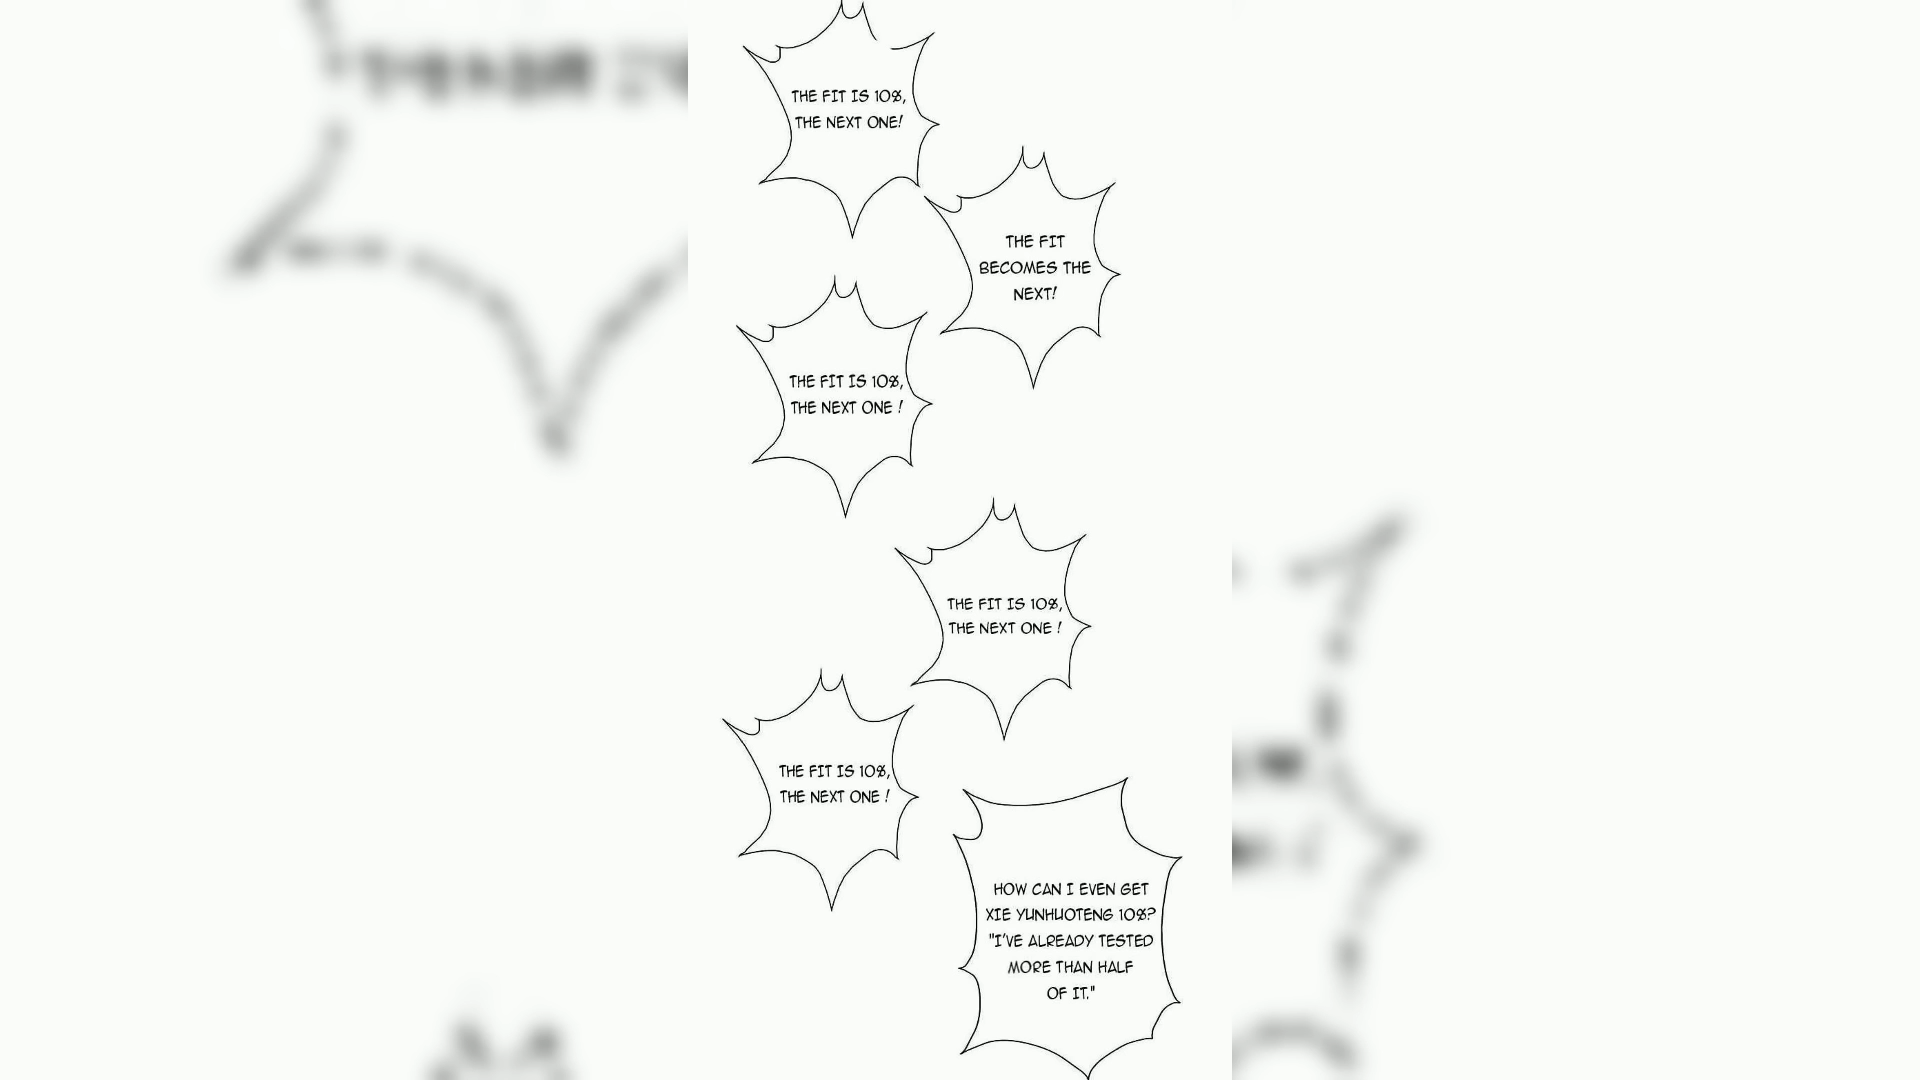 THE FIT IS 10%,
THE NEXT ONE!
THE FIT
BECOMES THE
NEXT!
THE FIT IS 10%,
THE NEXT ONE !
THE FIT IS 10%,
THE NEXT ONE !
THE FIT IS 10%,
THE NEXT ONE !
HOW CAN I EVEN GET
XIE YUNHUOTENG 10%?
"I'VE ALREADY TESTED
MORE THAN HALF
OF IT."